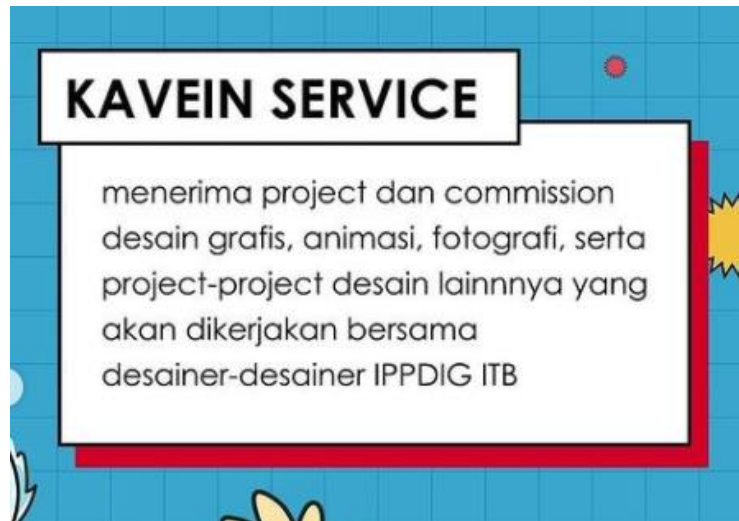 KAVEIN SERVICE
menerima project dan commission
desain grafis, animasi, fotografi, serta
project-project desain lainnnya yang
akan dikerjakan bersama
desainer-desainer IPPDIG ITB